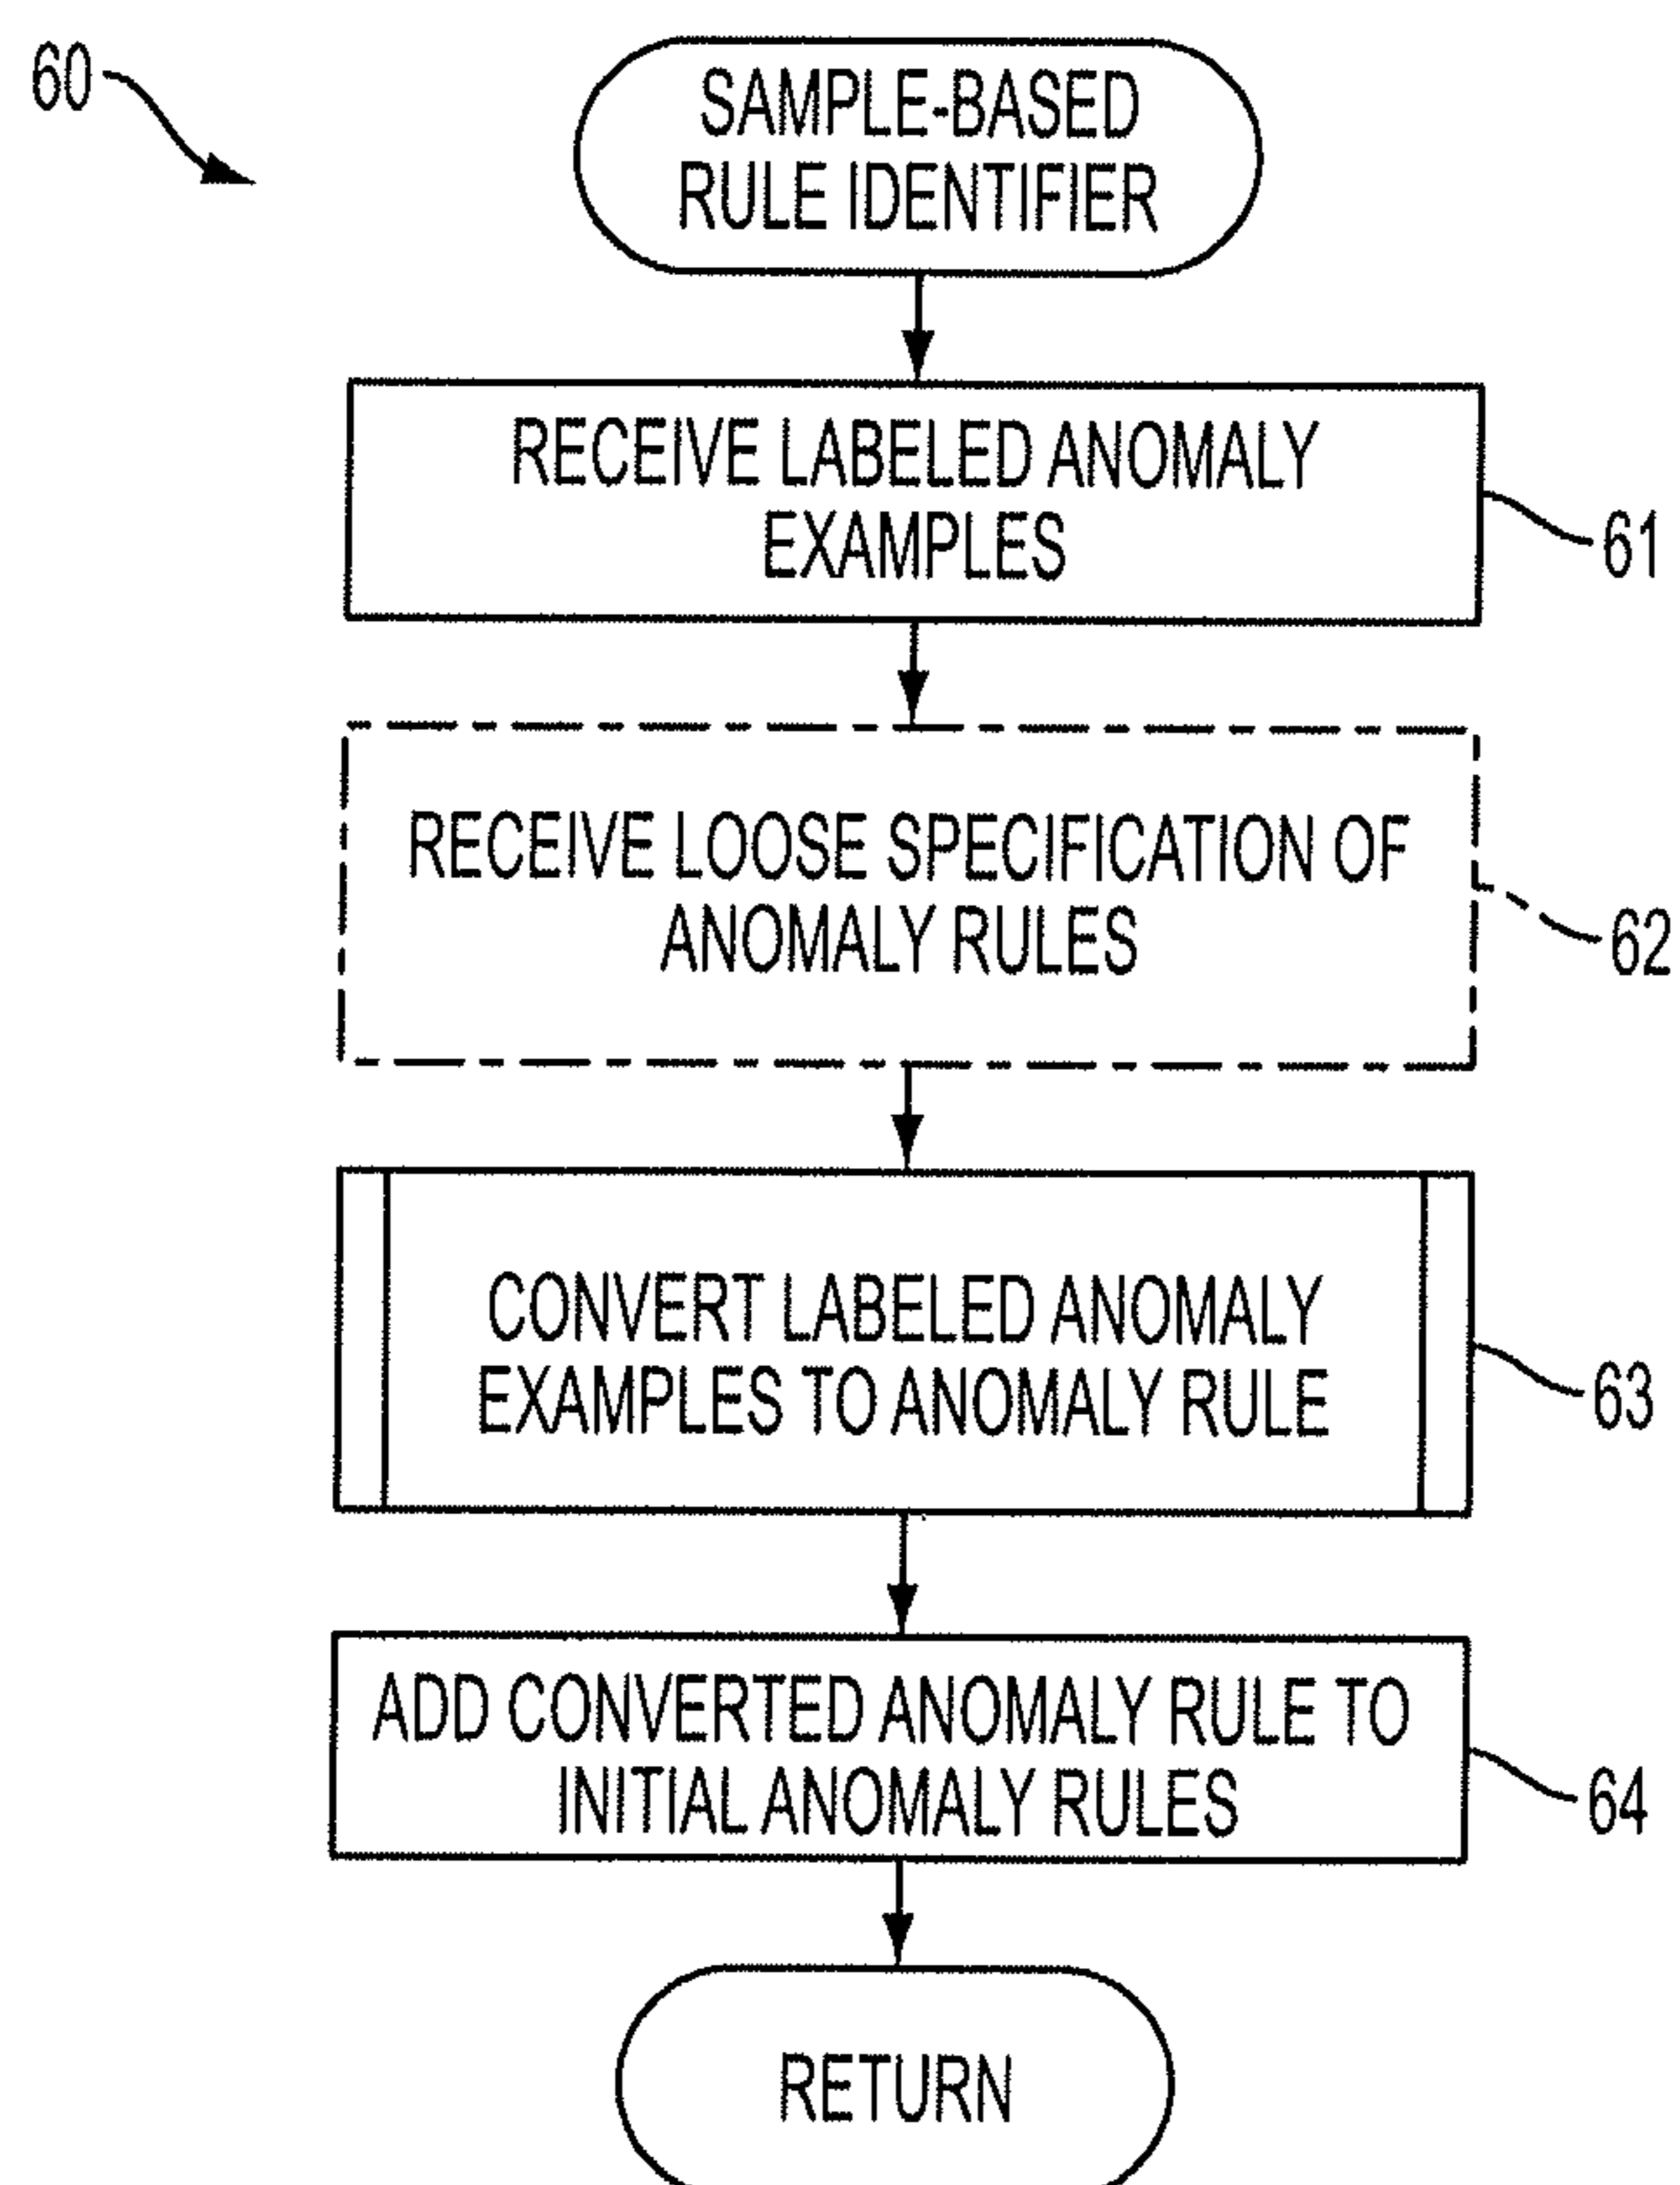 60
SAMPLE-BASED
RULE IDENTIFIER
RECEIVE LABELED ANOMALY
EXAMPLES
61
RECEIVE LOOSE SPECIFICATION OF
ANOMALY RULES
62
CONVERT LABELED ANOMALY
EXAMPLES TO ANOMALY RULE
63
ADD CONVERTED ANOMALY RULE TO
INITIAL ANOMALY RULES
64
RETURN